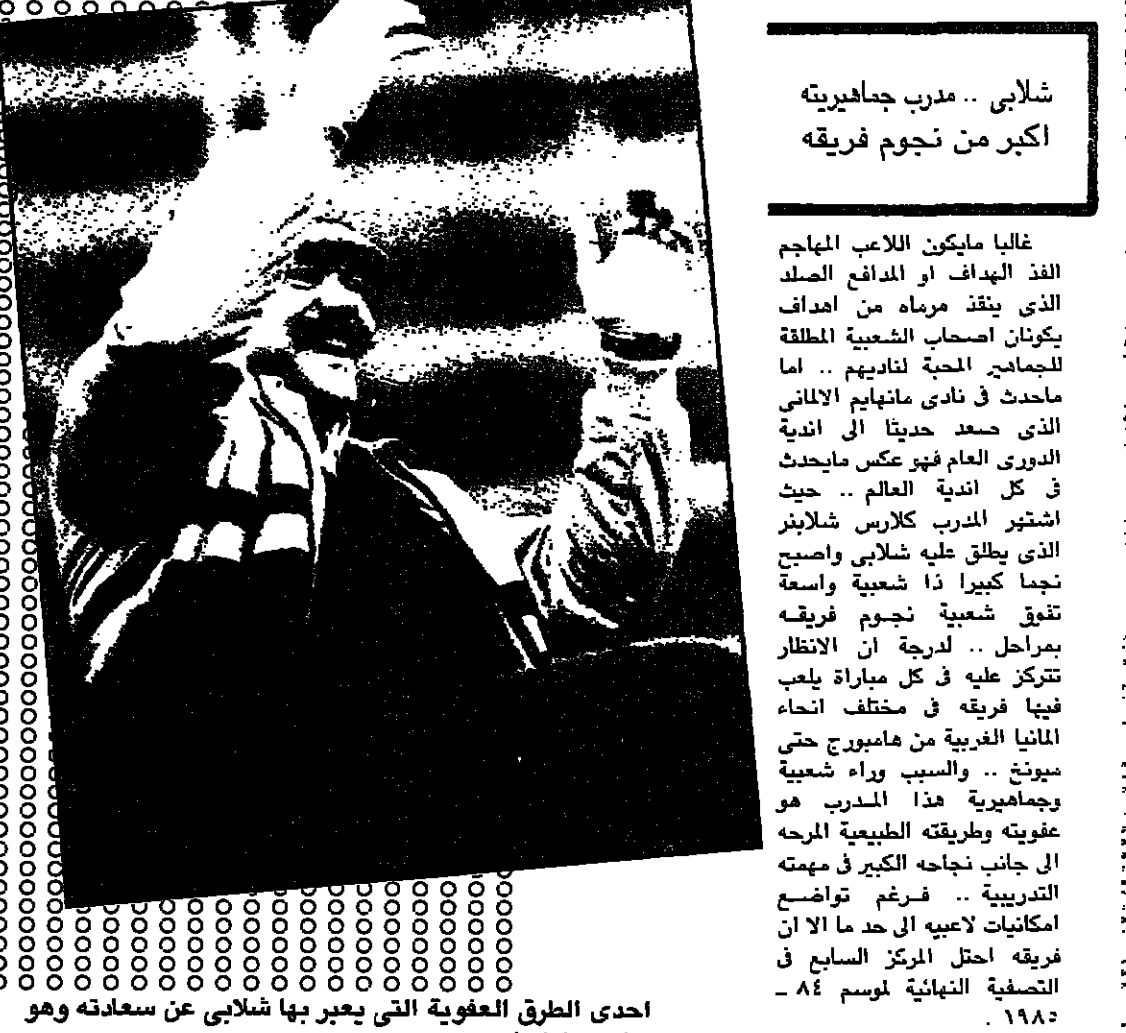 شلابى .. مدرب جماهيريته
اكبر من نجوم فريقه
غالبا مايكون اللاعب المهاجم
الفذ الهداف او المدافع الصلد
الذى ينقذ مرماه من اهداف
يكونان اصحاب الشعبية المطلقة
للجماهير المحبة لناديهم .. اما
ماحدث فى نادى مانهايم الالمانى
الذى صعد حديثا الى اندية
الدورى العام فهو عكس مايحدث
فى كل اندية العالم .. حيث
اشتهر المدرب كلارس شلابنر
الذى يطلق عليه شلابى واصبح
نجما كبيرا ذا شعبية واسعة
تفوق شعبية نجوم فريقه
بمراحل .. لدرجة ان الانظار
تتركز عليه فى كل مباراة يلعب
فيها فريقه فى مختلف انحاء
المانيا الغربية من هامبورج حتى
ميونخ .. والسبب وراء شعبية
وجماهيرية هذا المدرب هو
عفويته وطريقته الطبيعية المرحه
الى جانب نجاحه الكبير فى مهمته
التدريبية .. فرغم تواضع
امكانيات لاعبيه الى حد ما الا ان
فريقه احتل المركز السابع فى
التصفية النهائية لموسم ٨٤ ـ
١٩٨٥ .
احدى الطرق العفوية التى يعبر بها شلابى عن سعادته وهو